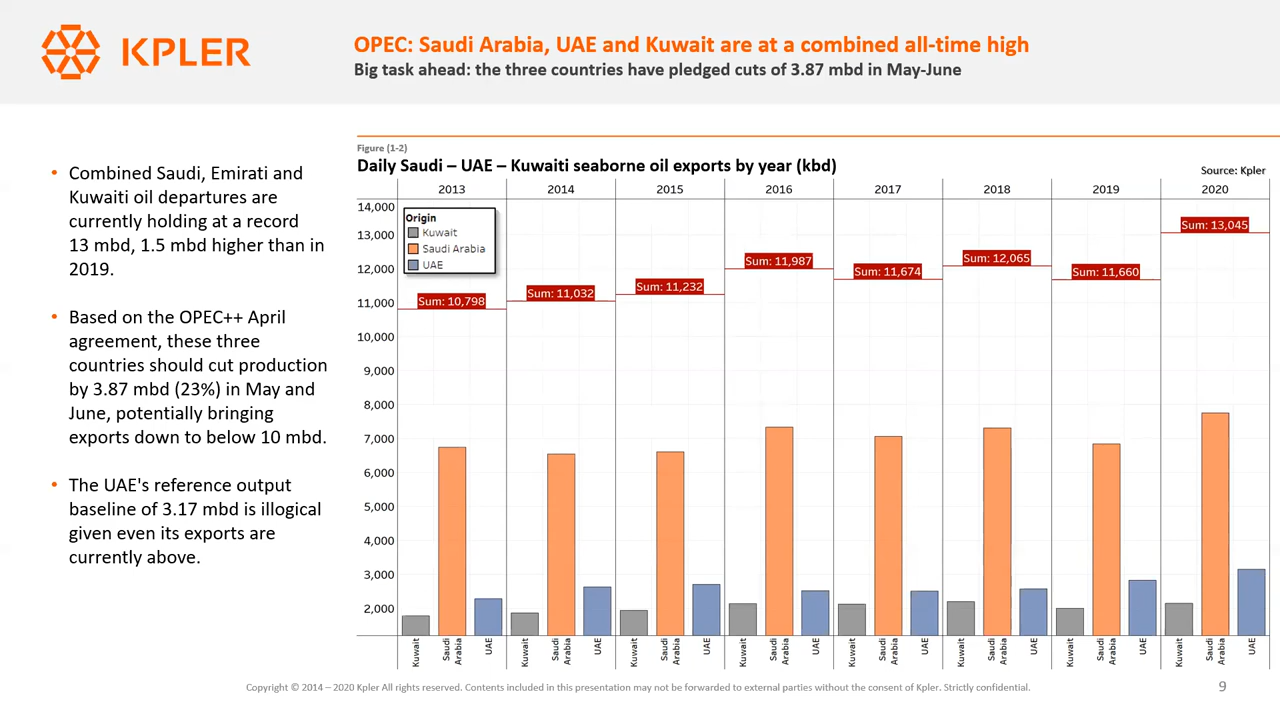 KPLER
OPEC: Saudi Arabia, UAE and Kuwait are at a combined all-time high
Big task ahead: the three countries have pledged cuts of 3.87 mbd in May-June
• Combined Saudi, Emirati and
Kuwaiti oil departures are
currently holding at a record
13 mbd, 1.5 mbd higher than in
2019.
• Based on the OPEC++ April
agreement, these three
countries should cut production
by 3.87 mbd (23%) in May and
June, potentially bringing
exports down to below 10 mbd.
• The UAE's reference output
baseline of 3.17 mbd is illogical
given even its exports are
currently above.
Figure (1-2)
Daily Saudi – UAE – Kuwaiti seaborne oil exports by year (kbd)
Source: Kpler
2013 2014 2015 2016 2017 2018 2019 2020
14,000
13,000
12,000
11,000
10,000
9,000
8,000
7,000
6,000
5,000
4,000
3,000
2,000
Origin
Kuwait
Saudi Arabia
UAE
Sum: 10,798
Sum: 11,032
Sum: 11,232
Sum: 11,987
Sum: 11,674
Sum: 12,065
Sum: 11,660
Sum: 13,045
Kuwait
Saudi
Arabia
UAE
Kuwait
Saudi
Arabia
UAE
Kuwait
Saudi
Arabia
UAE
Kuwait
Saudi
Arabia
UAE
Kuwait
Saudi
Arabia
UAE
Kuwait
Saudi
Arabia
UAE
Kuwait
Saudi
Arabia
UAE
Kuwait
Saudi
Arabia
UAE
Copyright © 2014 – 2020 Kpler All rights reserved. Contents included in this presentation may not be forwarded to external parties without the consent of Kpler. Strictly confidential.
9